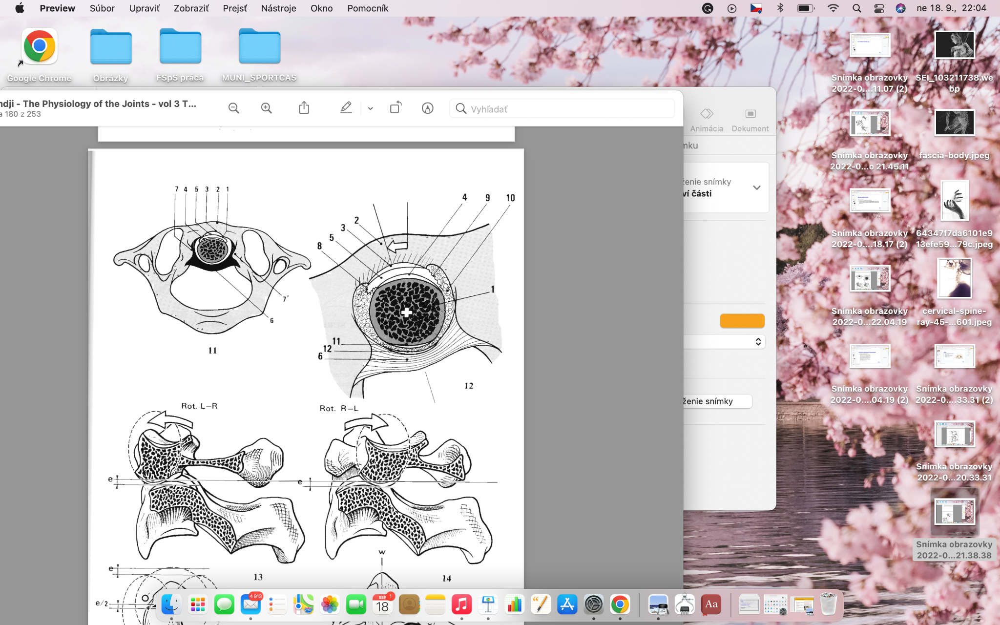 Preview Súbor Upraviť Zobraziť Prejsť Nástroje Okno Pomocník
ne 18. 9., 22:04
Google Chrome
Obrázky
FSpS práca
MUNI_SPORTCAS
ndji - The Physiology of the Joints - vol 3 T...
a 180 z 253
Vyhľadať
Animácia
Dokument
mku
ženie snímky
ví části
ženie snímky
7 4 5 3 2 1
7'
6
11
4 9 10
2
3
5
8
1
11
12
6
12
Rot. L–R
Rot. R–L
e
e
13
14
w
e
e/2
Snímka obrazovky
2022-0....11.07 (2)
SEI_103211738.we
bp
Snímka obrazovky
2022-0...o 21.45.11
fascia-body.jpeg
Snímka obrazovky
2022-0....18.17 (2)
64347f7da6101e9
13efe59...79c.jpeg
Snímka obrazovky
2022-0...22.04.19
cervical-spine-
ray-45-...601.jpeg
Snímka obrazovky
2022-0....04.19 (2)
Snímka obrazovky
2022-0....33.31 (2)
Snímka obrazovky
2022-0...20.33.31
Snímka obrazovky
2022-0...21.38.38
4 913
SEP
1
18
280
Aa